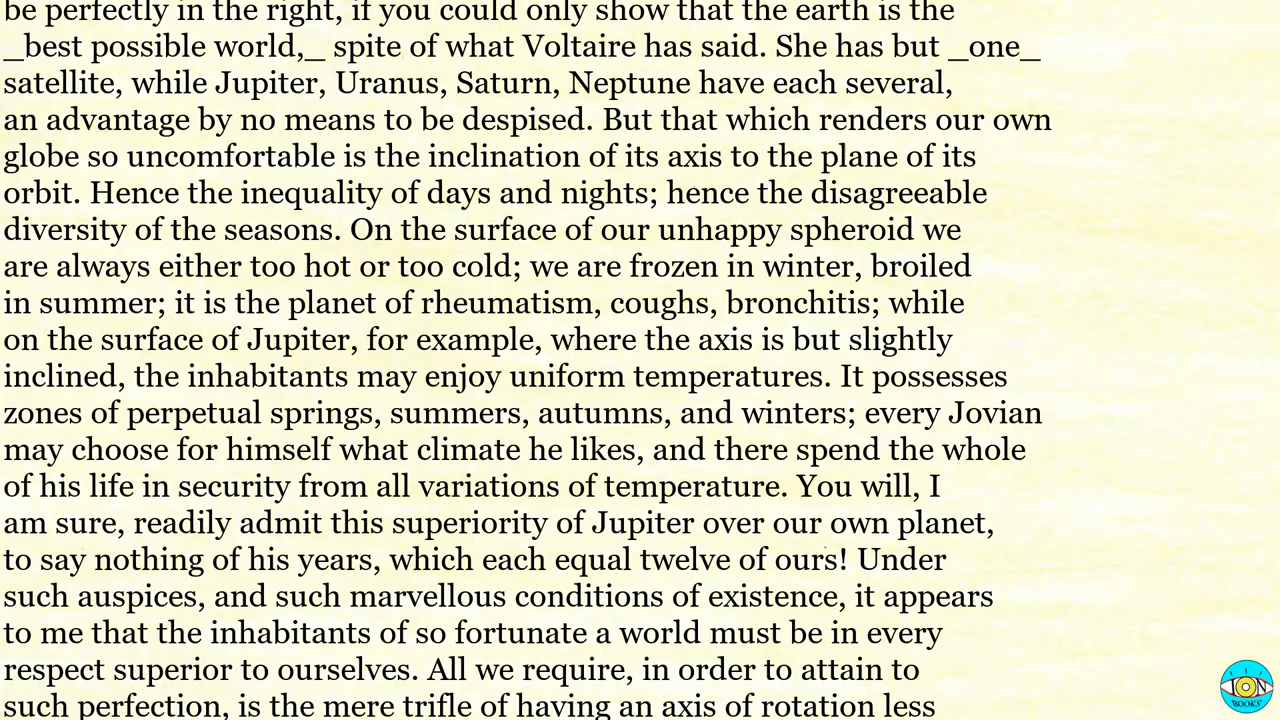 be perfectly in the right, if you could only show that the earth is the
_best possible world,_ spite of what Voltaire has said. She has but _one_
satellite, while Jupiter, Uranus, Saturn, Neptune have each several,
an advantage by no means to be despised. But that which renders our own
globe so uncomfortable is the inclination of its axis to the plane of its
orbit. Hence the inequality of days and nights; hence the disagreeable
diversity of the seasons. On the surface of our unhappy spheroid we
are always either too hot or too cold; we are frozen in winter, broiled
in summer; it is the planet of rheumatism, coughs, bronchitis; while
on the surface of Jupiter, for example, where the axis is but slightly
inclined, the inhabitants may enjoy uniform temperatures. It possesses
zones of perpetual springs, summers, autumns, and winters; every Jovian
may choose for himself what climate he likes, and there spend the whole
of his life in security from all variations of temperature. You will, I
am sure, readily admit this superiority of Jupiter over our own planet,
to say nothing of his years, which each equal twelve of ours! Under
such auspices, and such marvellous conditions of existence, it appears
to me that the inhabitants of so fortunate a world must be in every
respect superior to ourselves. All we require, in order to attain to
such perfection, is the mere trifle of having an axis of rotation less
ION
BOOKS